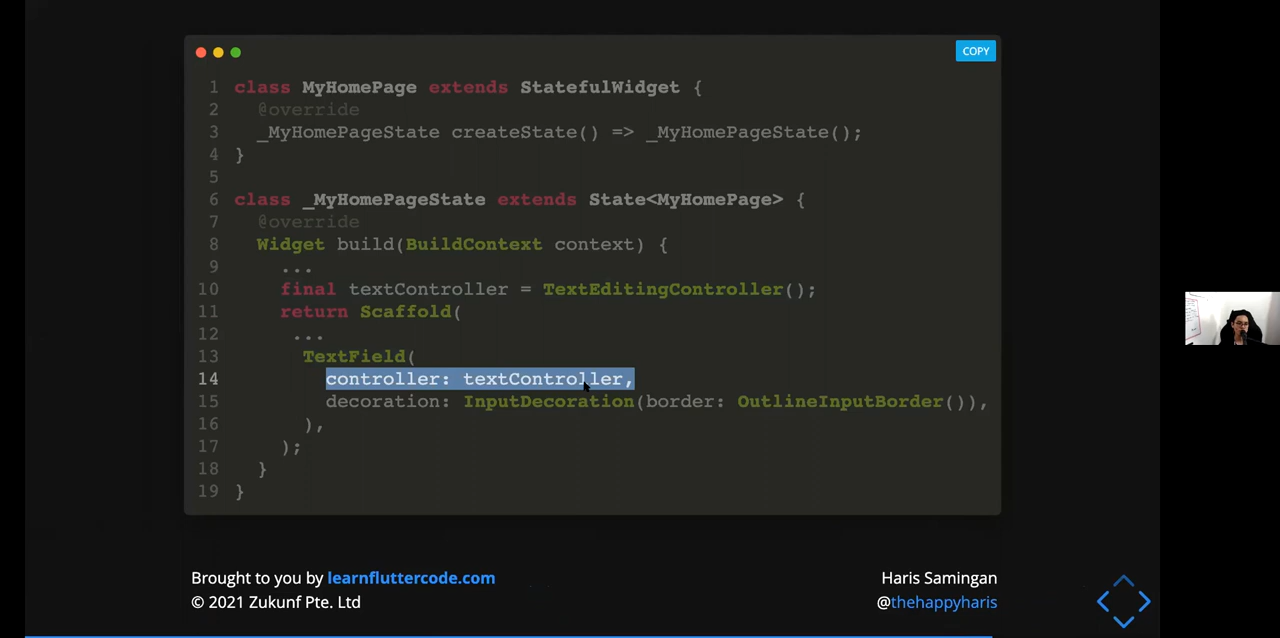 COPY
1 class MyHomePage extends StatefulWidget {
2 @override
3 _MyHomePageState createState() => _MyHomePageState();
4 }
5
6 class _MyHomePageState extends State<MyHomePage> {
7 @override
8 Widget build(BuildContext context) {
9 ...
10 final textController = TextEditingController();
11 return Scaffold(
12 ...
13 TextField(
14 controller: textController,
15 decoration: InputDecoration(border: OutlineInputBorder()),
16 ),
17 );
18 }
19 }
Brought to you by learnfluttercode.com
© 2021 Zukunf Pte. Ltd
Haris Samingan
@thehappyharis